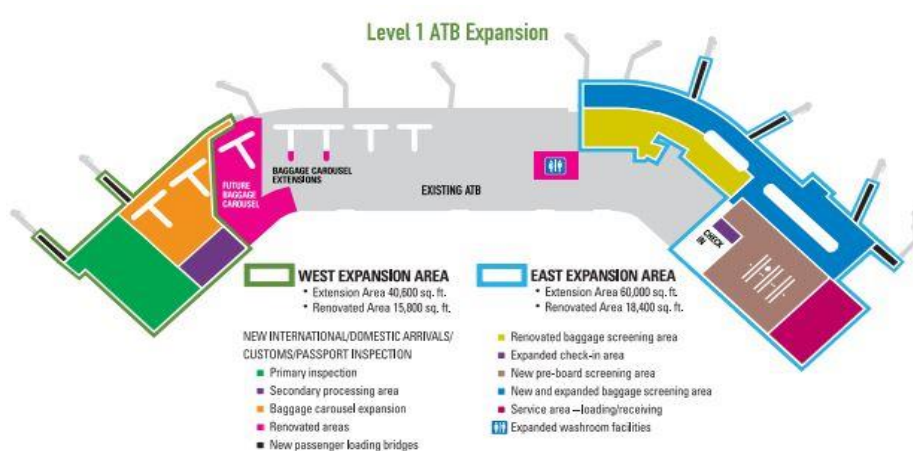 Level 1 ATB Expansion
FUTURE
BAGGAGE
CAROUSEL
BAGGAGE CAROUSEL
EXTENSIONS
EXISTING ATB
CHECK
IN
WEST EXPANSION AREA
• Extension Area 40,600 sq. ft.
• Renovated Area 15,800 sq. ft.
NEW INTERNATIONAL/DOMESTIC ARRIVALS/
CUSTOMS/PASSPORT INSPECTION
Primary inspection
Secondary processing area
Baggage carousel expansion
Renovated areas
New passenger loading bridges
EAST EXPANSION AREA
• Extension Area 60,000 sq. ft.
• Renovated Area 18,400 sq. ft.
Renovated baggage screening area
Expanded check-in area
New pre-board screening area
New and expanded baggage screening area
Service area – loading/receiving
Expanded washroom facilities